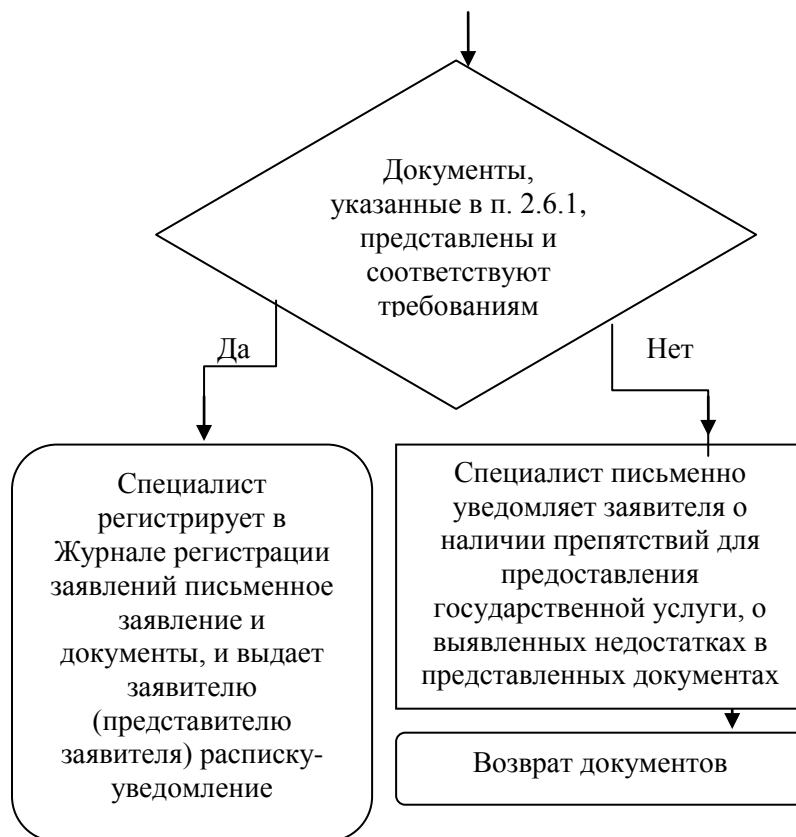 Документы,
указанные в п. 2.6.1,
представлены и
соответствуют
требованиям
Да
Нет
Специалист
регистрирует в
Журнале регистрации
заявлений письменное
заявление и
документы, и выдает
заявителю
(представителю
заявителя) расписку-
уведомление
Специалист письменно
уведомляет заявителя о
наличии препятствий для
предоставления
государственной услуги, о
выявленных недостатках в
представленных документах
Возврат документов